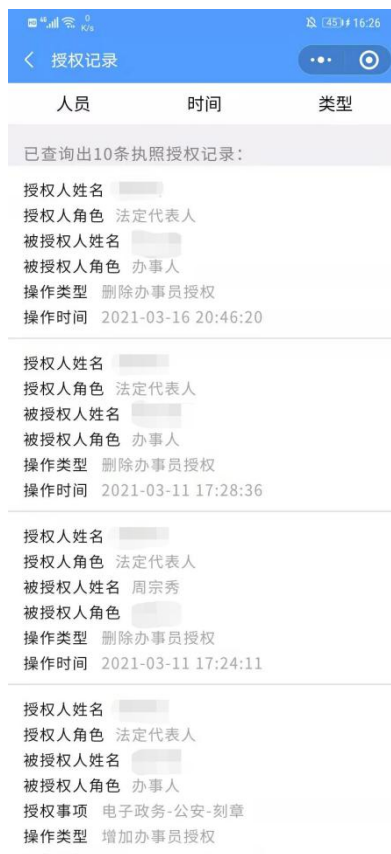 HD 4G 0 K/s 45 16:26
授权记录
人员 时间 类型
已查询出10条执照授权记录:
授权人姓名
授权人角色 法定代表人
被授权人姓名
被授权人角色 办事人
操作类型 删除办事员授权
操作时间 2021-03-16 20:46:20
授权人姓名
授权人角色 法定代表人
被授权人姓名
被授权人角色 办事人
操作类型 删除办事员授权
操作时间 2021-03-11 17:28:36
授权人姓名
授权人角色 法定代表人
被授权人姓名 周宗秀
被授权人角色
操作类型 删除办事员授权
操作时间 2021-03-11 17:24:11
授权人姓名
授权人角色 法定代表人
被授权人姓名
被授权人角色 办事人
授权事项 电子政务-公安-刻章
操作类型 增加办事员授权